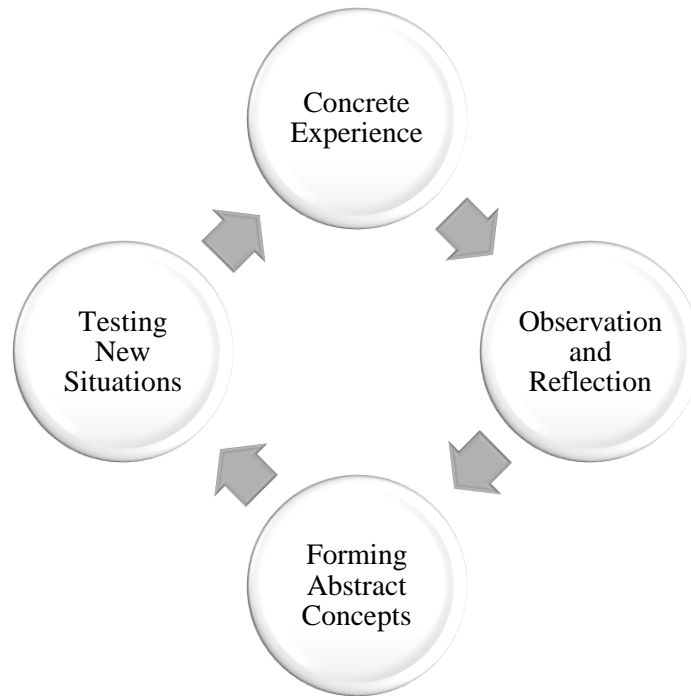 Concrete
Experience
Observation
and
Reflection
Forming
Abstract
Concepts
Testing
New
Situations